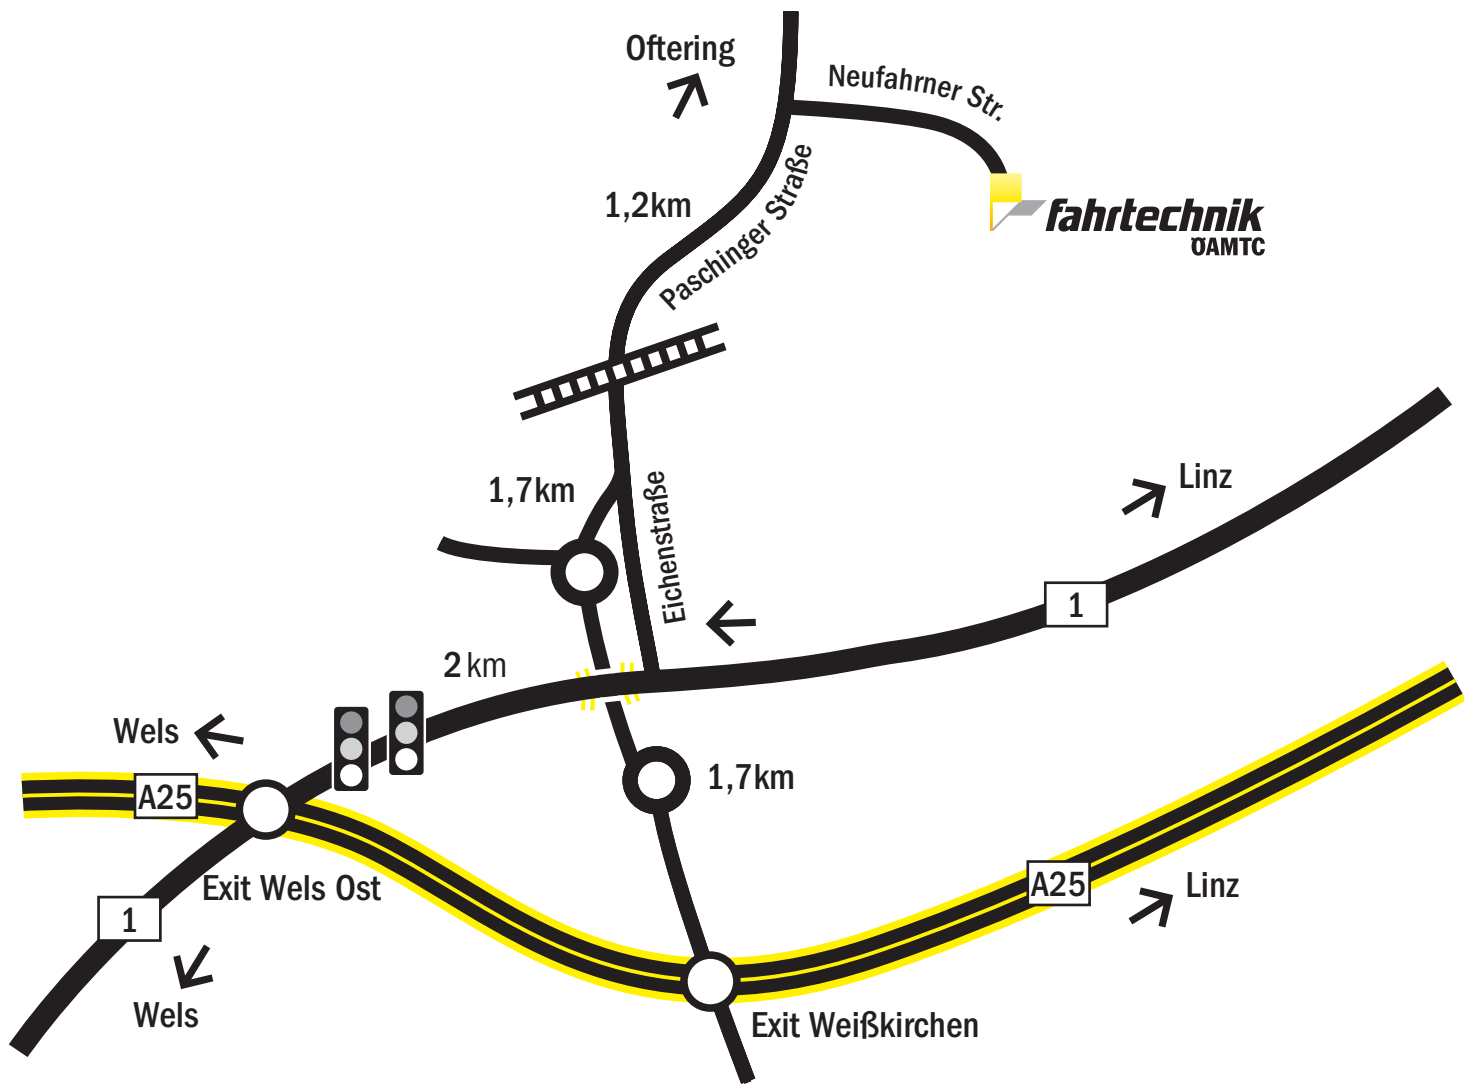 Oftering
Neufahrner Str.
1,2km
Paschinger Straße
fahrtechnik
ÖAMTC
1,7km
Eichenstraße
Linz
1
2 km
Wels
A25
1,7km
Exit Wels Ost
A25
Linz
1
Wels
Exit Weißkirchen